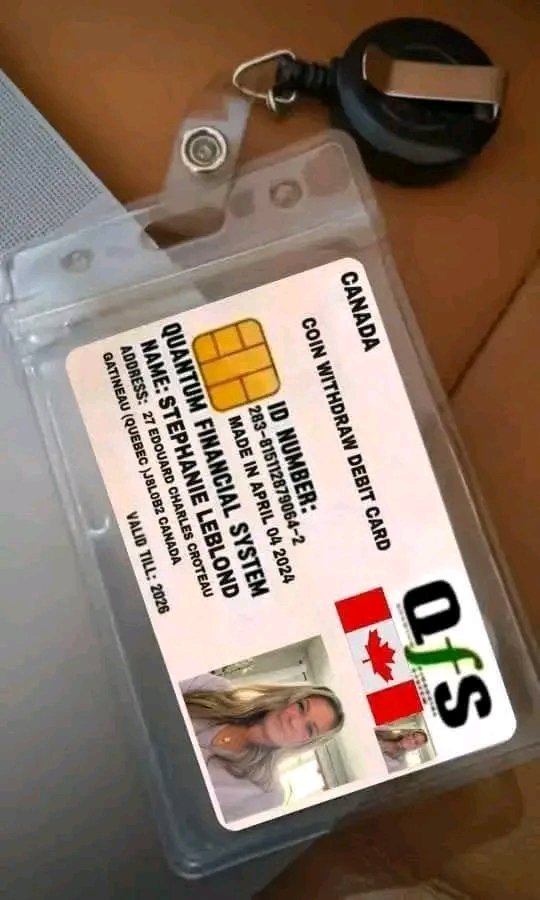 CANADA
QfS
COIN WITHDRAW DEBIT CARD
ID NUMBER:
2B3-815112879064-2
MADE IN APRIL 04 2024
QUANTUM FINANCIAL SYSTEM
NAME: STEPHANIE LEBLOND
ADDRESS: 27 EDOUARD CHARLES CROTEAU
GATINEAU (QUEBEC )J8L0B2 CANADA
VALID TILL: 2026